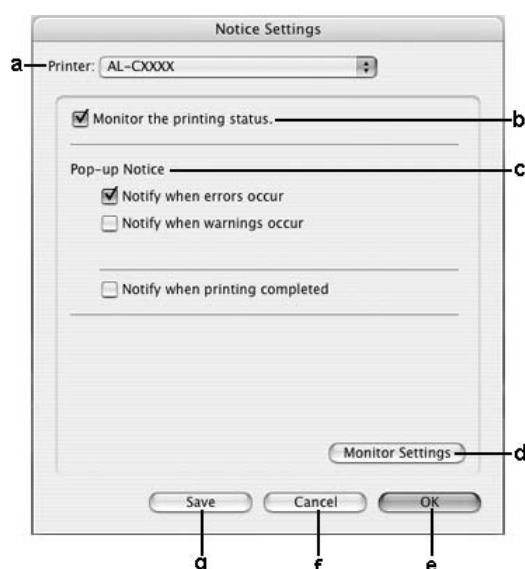 Notice Settings
a Printer: AL-CXXXX
Monitor the printing status. b
Pop-up Notice c
Notify when errors occur
Notify when warnings occur
Notify when printing completed
Monitor Settings d
Save Cancel OK
g f e